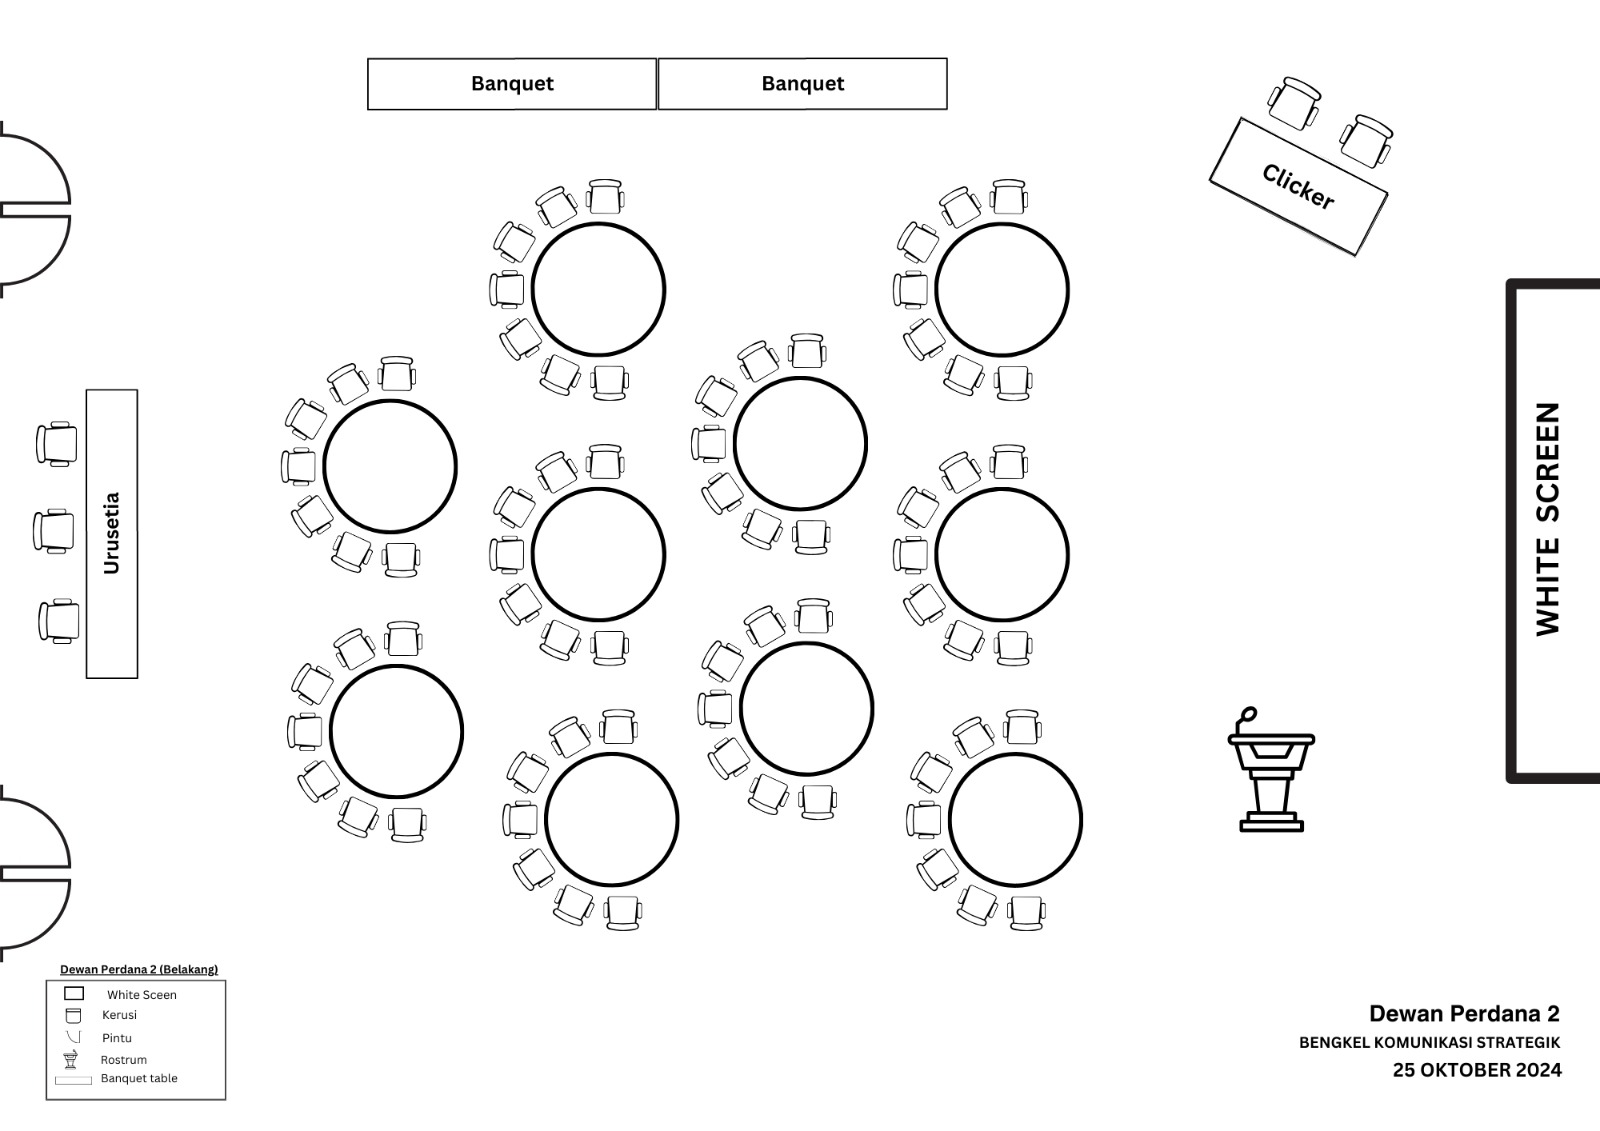 Banquet
Banquet
Clicker
Urusetia
WHITE SCREEN
Dewan Perdana 2 (Belakang)
White Sceen
Kerusi
Pintu
Rostrum
Banquet table
Dewan Perdana 2
BENGKEL KOMUNIKASI STRATEGIK
25 OKTOBER 2024